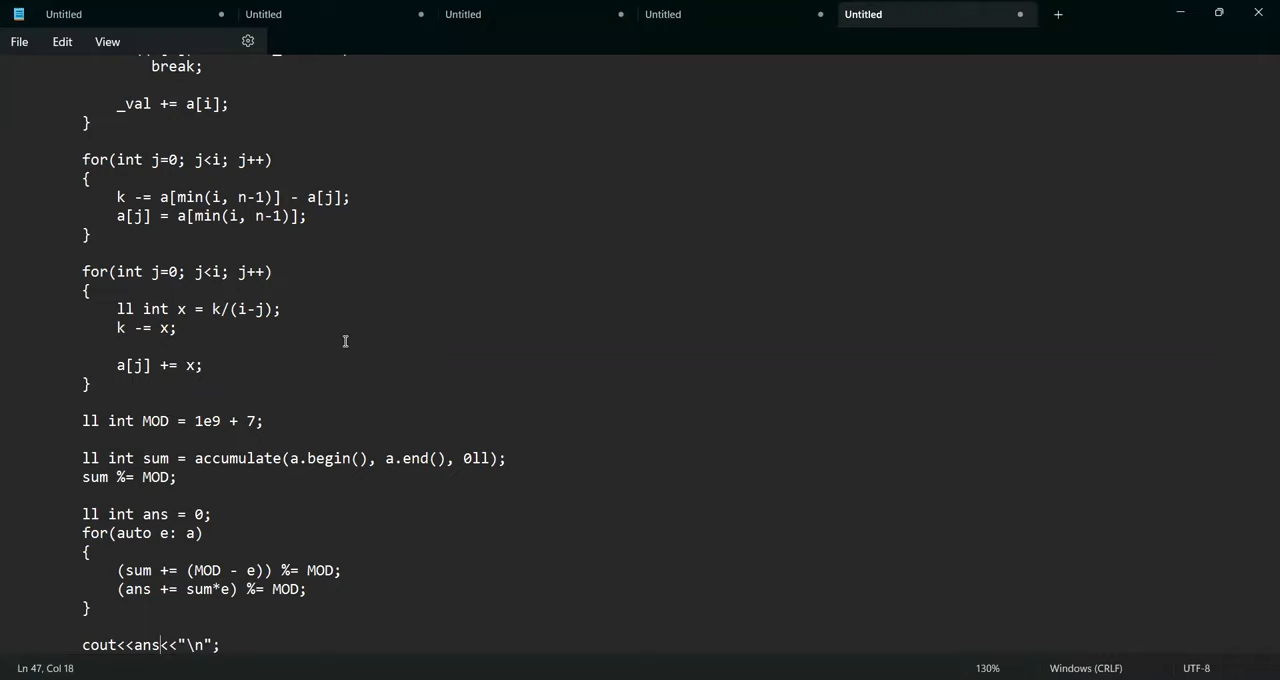 Untitled Untitled Untitled Untitled Untitled
File Edit View
break;
_val += a[i];
}
for(int j=0; j<i; j++)
{
k -= a[min(i, n-1)] - a[j];
a[j] = a[min(i, n-1)];
}
for(int j=0; j<i; j++)
{
ll int x = k/(i-j);
k -= x;
a[j] += x;
}
ll int MOD = 1e9 + 7;
ll int sum = accumulate(a.begin(), a.end(), 0ll);
sum %= MOD;
ll int ans = 0;
for(auto e: a)
{
(sum += (MOD - e)) %= MOD;
(ans += sum*e) %= MOD;
}
cout<<ans<<"\n";
Ln 47, Col 18 130% Windows (CRLF) UTF-8